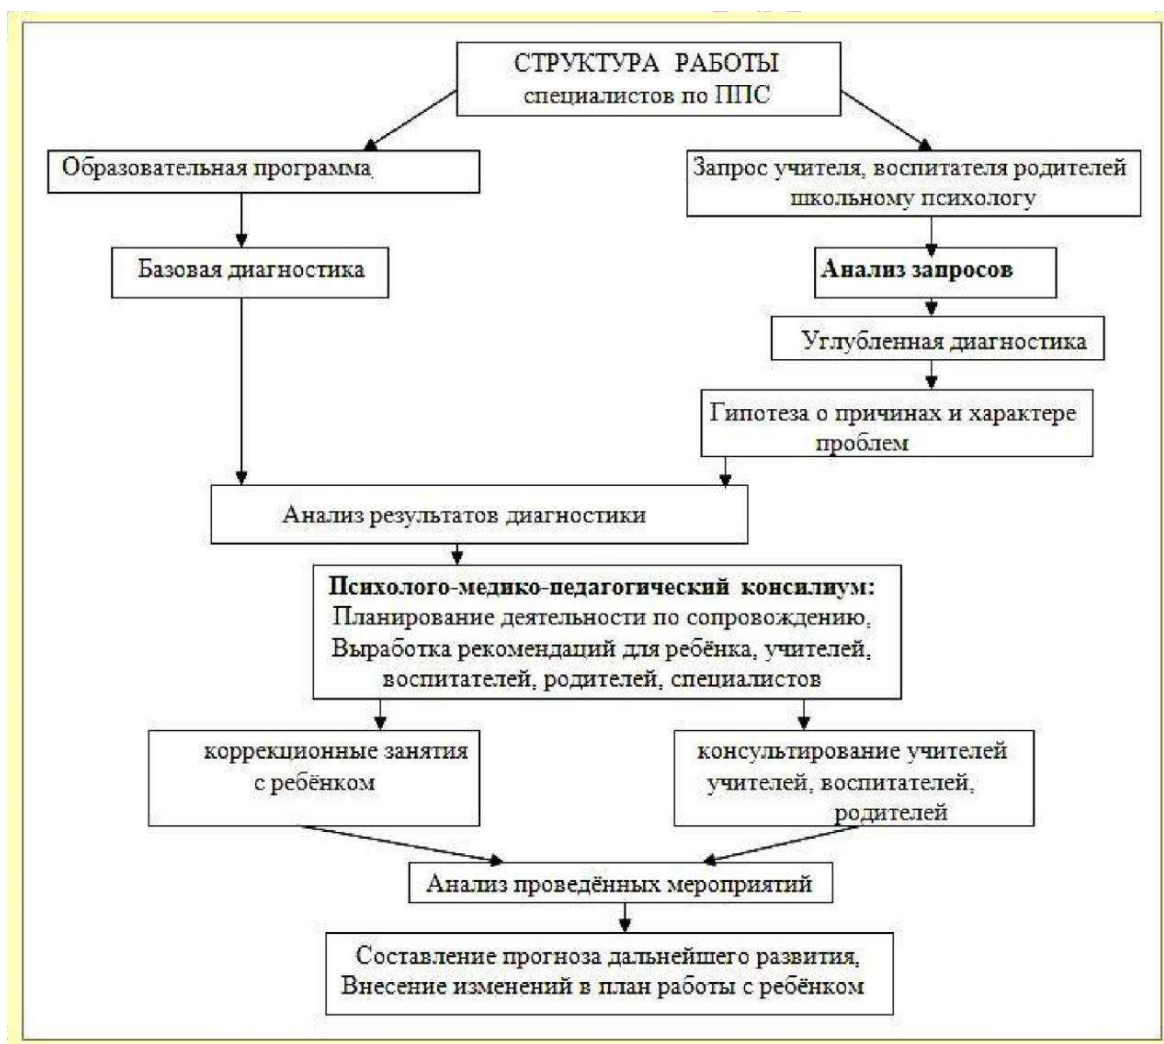 СТРУКТУРА РАБОТЫ
специалистов по ППС
Образовательная программа
Запрос учителя, воспитателя родителей
школьному психологу
Базовая диагностика
Анализ запросов
Углубленная диагностика
Гипотеза о причинах и характере
проблем
Анализ результатов диагностики
Психолого-медико-педагогический консилиум:
Планирование деятельности по сопровождению,
Выработка рекомендаций для ребёнка, учителей,
воспитателей, родителей, специалистов
коррекционные занятия
с ребёнком
консультирование учителей
учителей, воспитателей,
родителей
Анализ проведённых мероприятий
Составление прогноза дальнейшего развития,
Внесение изменений в план работы с ребёнком